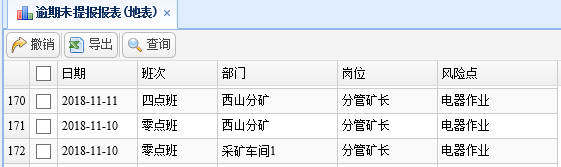 逾期未提报报表(地表) ×
撤销 导出 查询
日期 班次 部门 岗位 风险点
170 2018-11-11 四点班 西山分矿 分管矿长 电器作业
171 2018-11-10 零点班 西山分矿 分管矿长 电器作业
172 2018-11-10 零点班 采矿车间1 分管矿长 电器作业